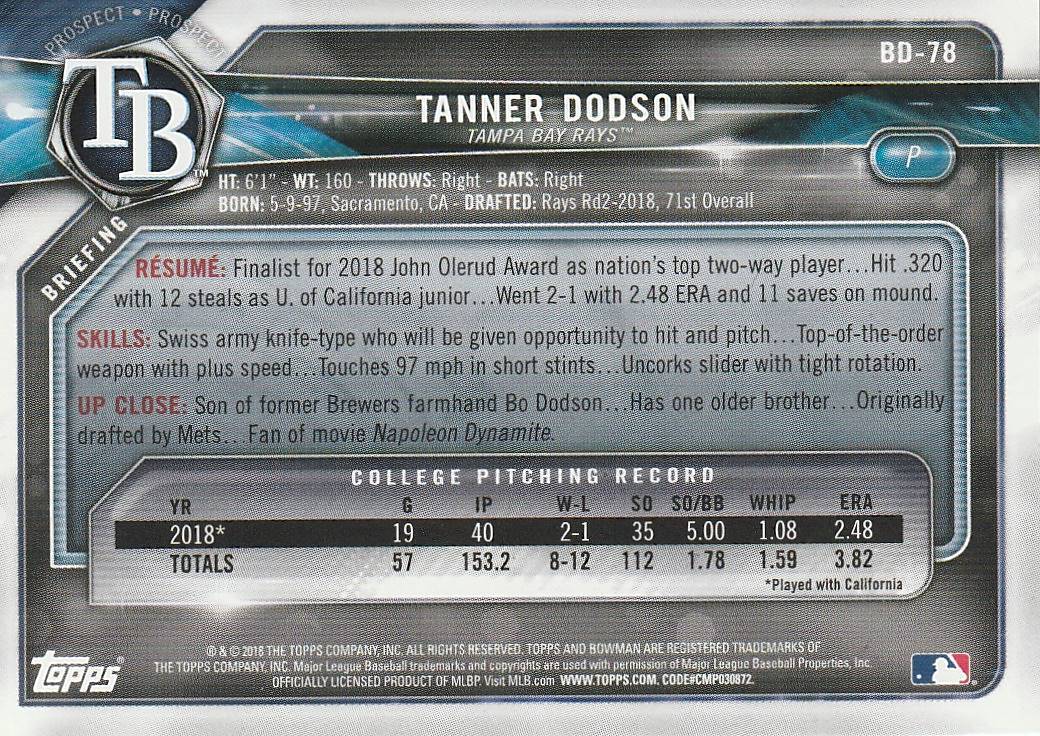 PROSPECT • PROSPECT
BD-78
TB™
TANNER DODSON
TAMPA BAY RAYS™
P
HT: 6'1" - WT: 160 - THROWS: Right - BATS: Right
BORN: 5-9-97, Sacramento, CA - DRAFTED: Rays Rd2-2018, 71st Overall
BRIEFING
RÉSUMÉ: Finalist for 2018 John Olerud Award as nation's top two-way player...Hit .320
with 12 steals as U. of California junior...Went 2-1 with 2.48 ERA and 11 saves on mound.
SKILLS: Swiss army knife-type who will be given opportunity to hit and pitch...Top-of-the-order
weapon with plus speed...Touches 97 mph in short stints...Uncorks slider with tight rotation.
UP CLOSE: Son of former Brewers farmhand Bo Dodson...Has one older brother...Originally
drafted by Mets...Fan of movie Napoleon Dynamite.
COLLEGE PITCHING RECORD
YR G IP W-L SO SO/BB WHIP ERA
2018* 19 40 2-1 35 5.00 1.08 2.48
TOTALS 57 153.2 8-12 112 1.78 1.59 3.82
*Played with California
® & © 2018 THE TOPPS COMPANY, INC. ALL RIGHTS RESERVED. TOPPS AND BOWMAN ARE REGISTERED TRADEMARKS OF
THE TOPPS COMPANY, INC. Major League Baseball trademarks and copyrights are used with permission of Major League Baseball Properties, Inc.
OFFICIALLY LICENSED PRODUCT OF MLBP Visit MLB.com WWW.TOPPS.COM. CODE#CMP030872.
Topps®